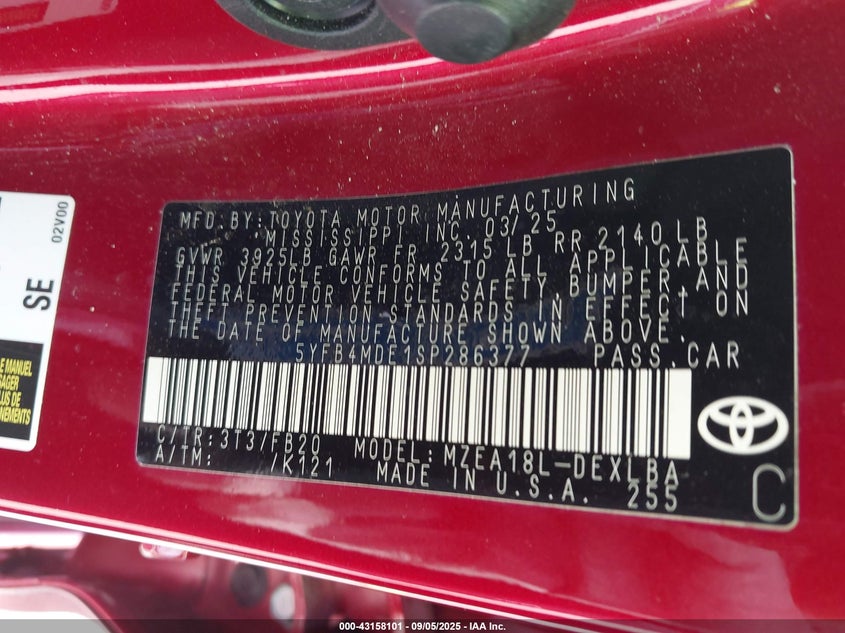 MFD. BY: TOYOTA MOTOR MANUFACTURING
MISSISSIPPI, INC. 03/25
GVWR 3925LB GAWR FR 2315 LB RR 2140 LB
THIS VEHICLE CONFORMS TO ALL APPLICABLE
FEDERAL MOTOR VEHICLE SAFETY, BUMPER, AND
THEFT PREVENTION STANDARDS IN EFFECT ON
THE DATE OF MANUFACTURE SHOWN ABOVE.
5YFB4MDE1SP286377 PASS. CAR
C/TR: 3T3/FB20 MODEL: MZEA18L-DEXLBA
A/TM: /K121 MADE IN U.S.A. 255
C
02V00
SE
MANUEL
PLUS DE
000-43158101 - 09/05/2025 - IAA Inc.